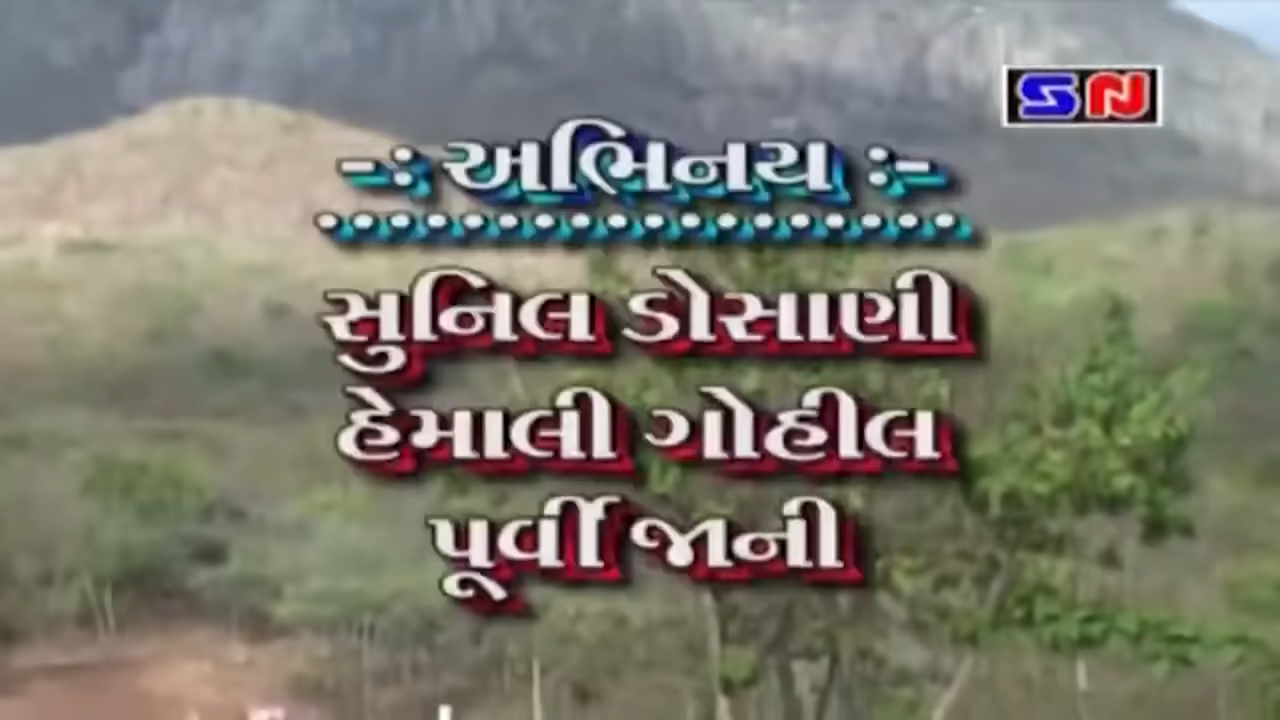 SN
-: અભિનય :-
સુનિલ ડોસાણી
હેમાલી ગોહીલ
પૂર્વી જાની